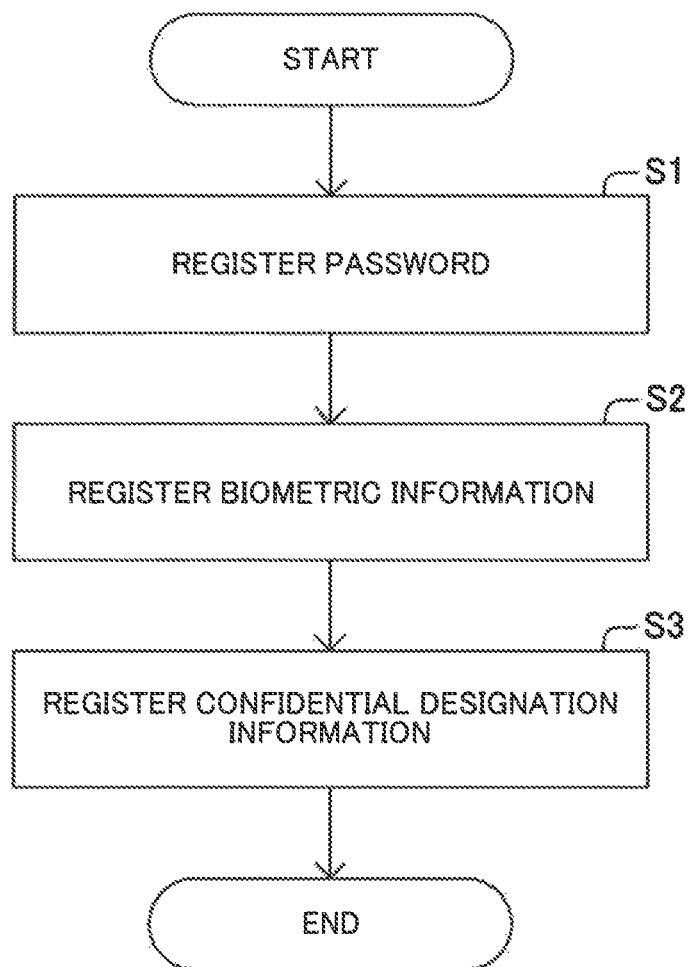 START
S1
REGISTER PASSWORD
S2
REGISTER BIOMETRIC INFORMATION
S3
REGISTER CONFIDENTIAL DESIGNATION
INFORMATION
END